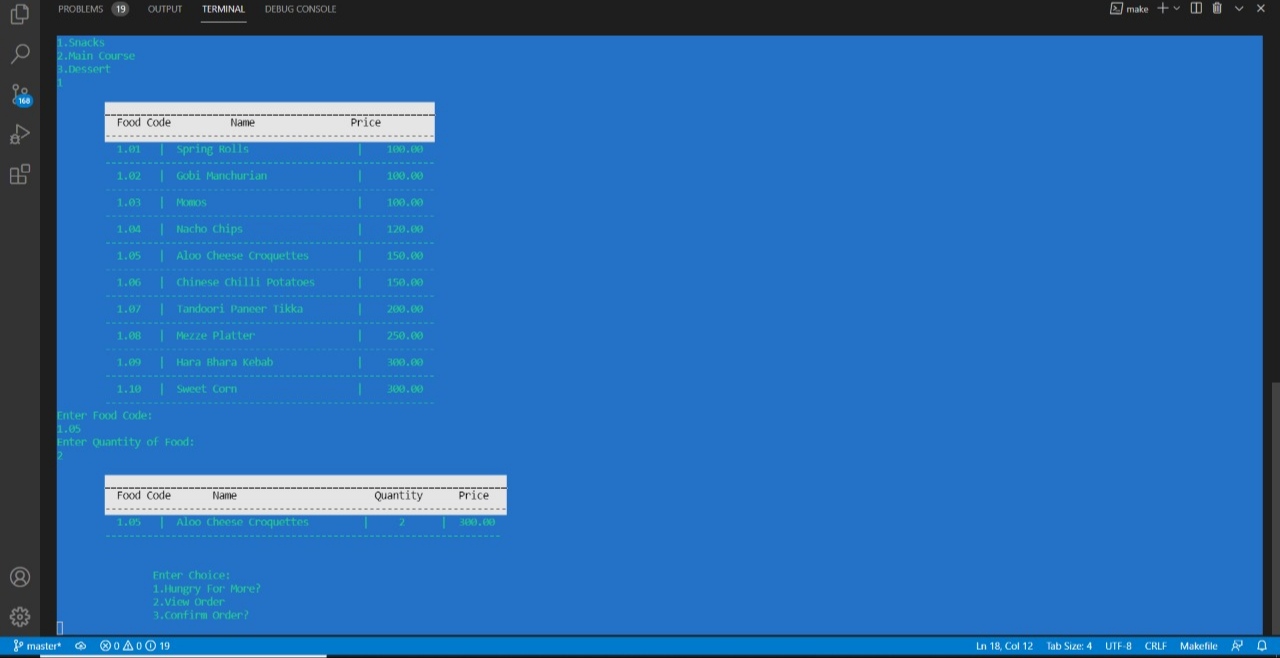 PROBLEMS 19 OUTPUT TERMINAL DEBUG CONSOLE make
168
1.Snacks
2.Main Course
3.Dessert
1
Food Code Name Price
1.01 | Spring Rolls | 100.00
1.02 | Gobi Manchurian | 100.00
1.03 | Momos | 100.00
1.04 | Nacho Chips | 120.00
1.05 | Aloo Cheese Croquettes | 150.00
1.06 | Chinese Chilli Potatoes | 150.00
1.07 | Tandoori Paneer Tikka | 200.00
1.08 | Mezze Platter | 250.00
1.09 | Hara Bhara Kebab | 300.00
1.10 | Sweet Corn | 300.00
Enter Food Code:
1.05
Enter Quantity of Food:
2
Food Code Name Quantity Price
1.05 | Aloo Cheese Croquettes | 2 | 300.00
Enter Choice:
1.Hungry For More?
2.View Order
3.Confirm Order?
master* 0 0 19 Ln 18, Col 12 Tab Size: 4 UTF-8 CRLF Makefile